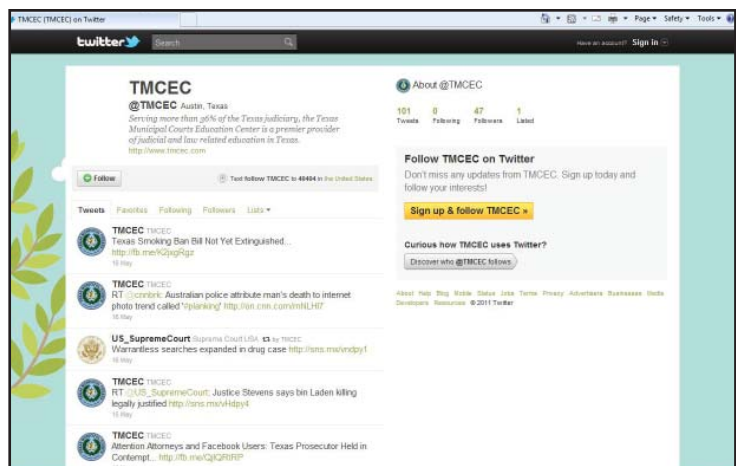 TMCEC (TMCEC) on Twitter
Page Safety Tools
twitter
Search
Have an account? Sign in
TMCEC
@TMCEC Austin, Texas
Serving more than 36% of the Texas judiciary, the Texas
Municipal Courts Education Center is a premier provider
of judicial and law related education in Texas.
http://www.tmcec.com
Follow
Text follow TMCEC to 40404 in the United States
Tweets Favorites Following Followers Lists
TMCEC TMCEC
Texas Smoking Ban Bill Not Yet Extinguished...
http://fb.me/K2jxgRgz
16 May
TMCEC TMCEC
RT @cnnbrk: Australian police attribute man's death to internet
photo trend called '#planking' http://on.cnn.com/mNLHI7
16 May
US_SupremeCourt Supreme Court USA by TMCEC
Warrantless searches expanded in drug case http://sns.mx/vndpy1
16 May
TMCEC TMCEC
RT @US_SupremeCourt: Justice Stevens says bin Laden killing
legally justified http://sns.mx/vHdpy4
16 May
TMCEC TMCEC
Attention Attorneys and Facebook Users: Texas Prosecutor Held in
Contempt... http://fb.me/QjlQRtRP
About @TMCEC
101 0 47 1
Tweets Following Followers Listed
Follow TMCEC on Twitter
Don't miss any updates from TMCEC. Sign up today and
follow your interests!
Sign up & follow TMCEC »
Curious how TMCEC uses Twitter?
Discover who @TMCEC follows
About Help Blog Mobile Status Jobs Terms Privacy Advertisers Businesses Media
Developers Resources © 2011 Twitter